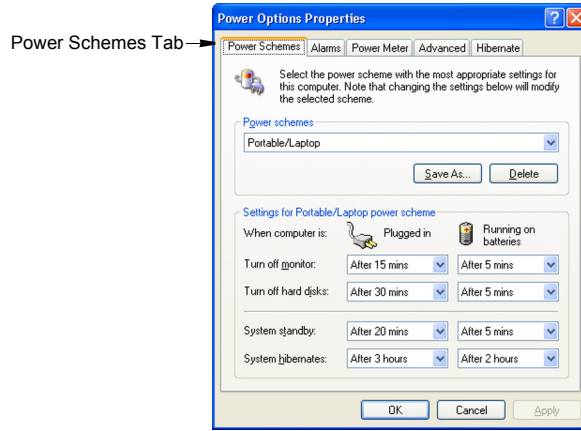 Power Options Properties
Power Schemes Tab
Power Schemes Alarms Power Meter Advanced Hibernate
Select the power scheme with the most appropriate settings for
this computer. Note that changing the settings below will modify
the selected scheme.
Power schemes
Portable/Laptop
Save As... Delete
Settings for Portable/Laptop power scheme
When computer is: Plugged in Running on
batteries
Turn off monitor: After 15 mins After 5 mins
Turn off hard disks: After 30 mins After 5 mins
System standby: After 20 mins After 5 mins
System hibernates: After 3 hours After 2 hours
OK Cancel Apply